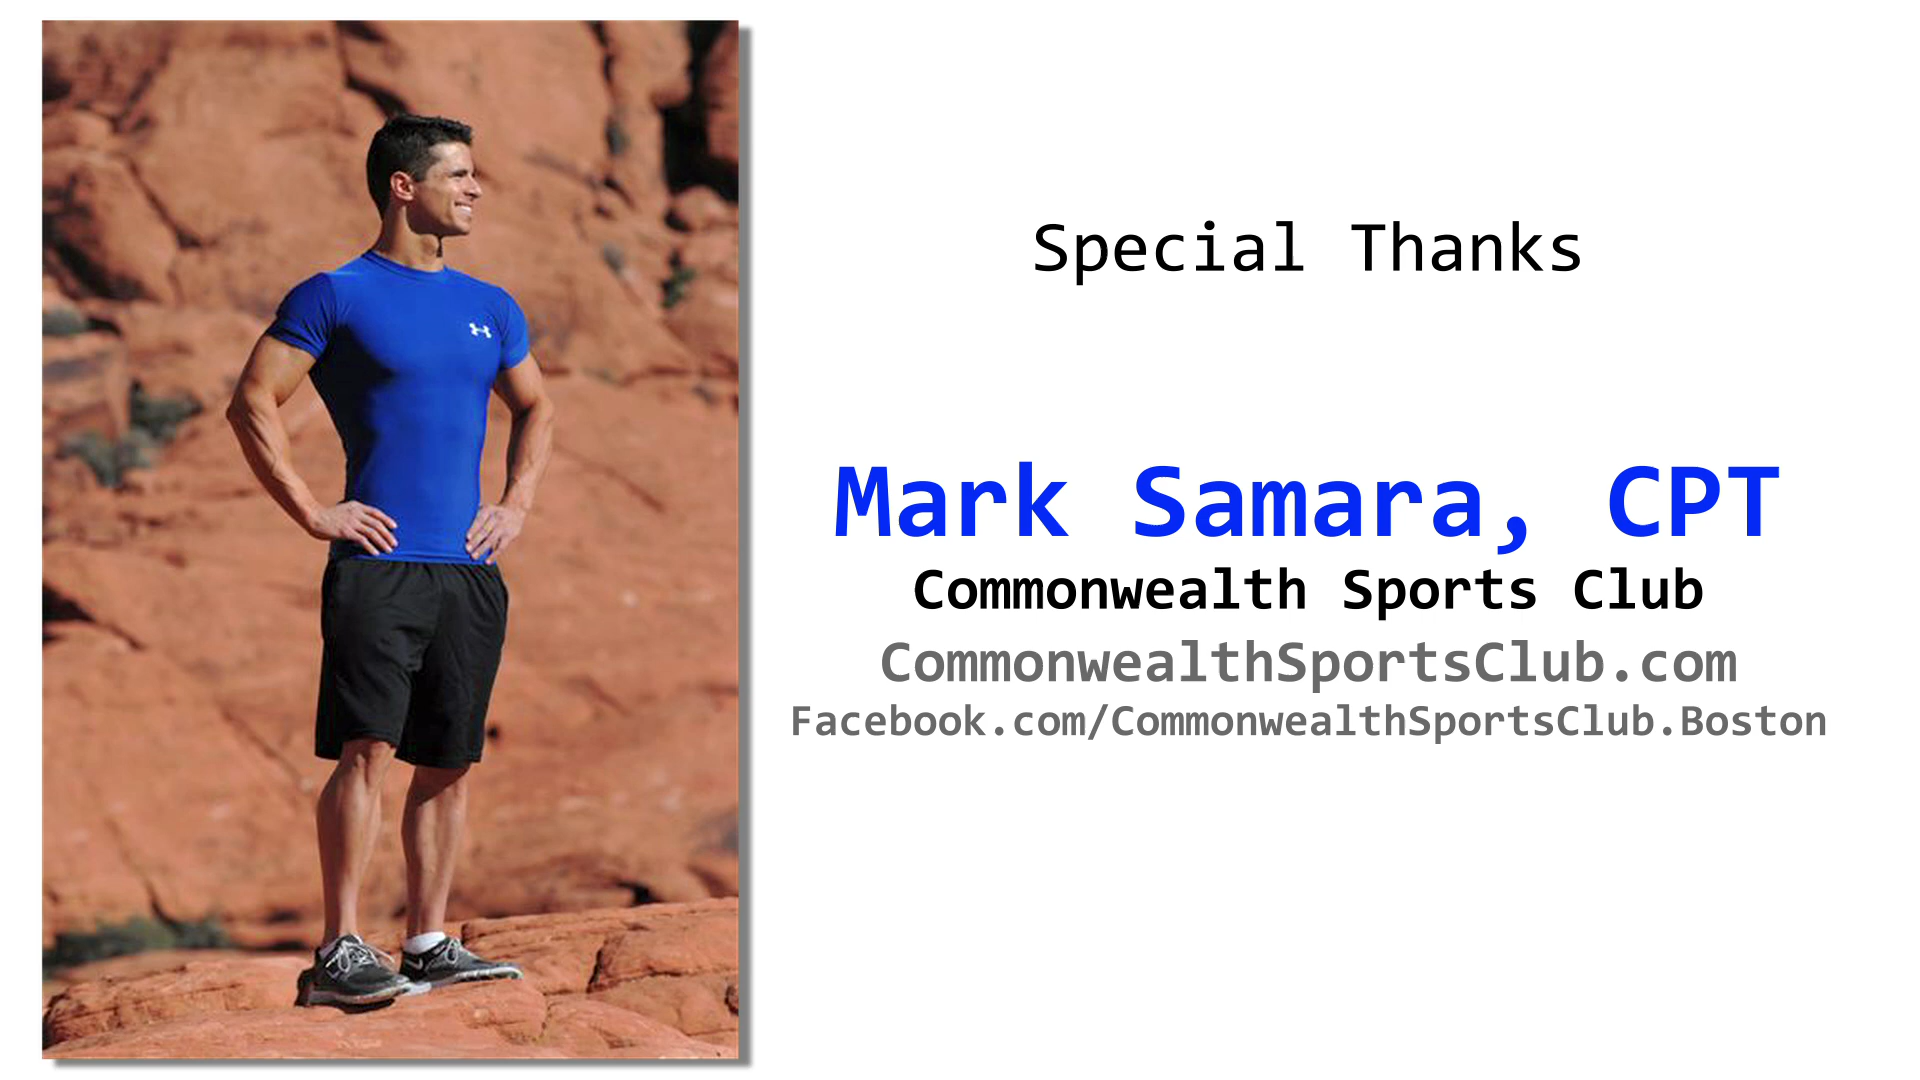 Special Thanks
Mark Samara, CPT
Commonwealth Sports Club
CommonwealthSportsClub.com
Facebook.com/CommonwealthSportsClub.Boston